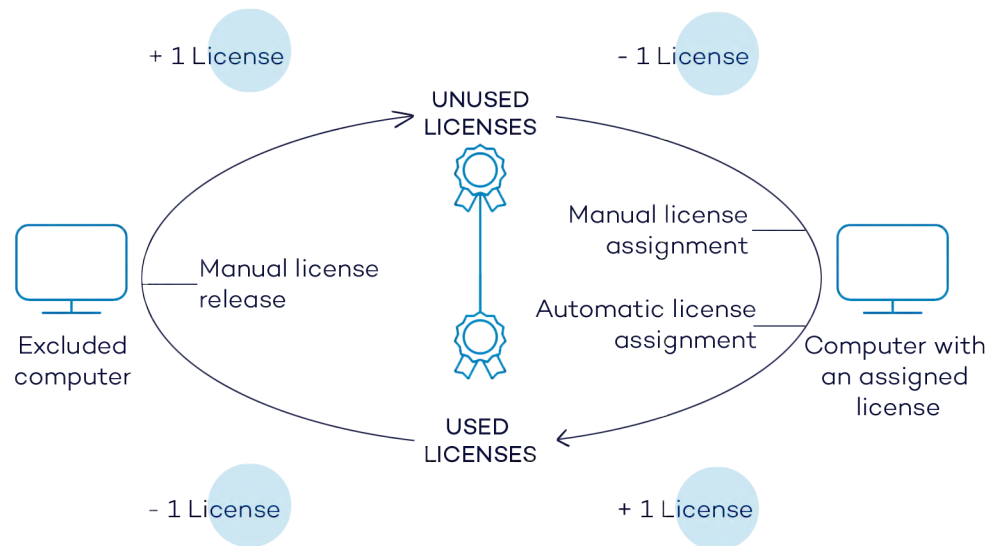 + 1 License
- 1 License
UNUSED
LICENSES
Manual license
assignment
Manual license
release
Automatic license
assignment
Excluded
computer
Computer with
an assigned
license
USED
LICENSES
- 1 License
+ 1 License